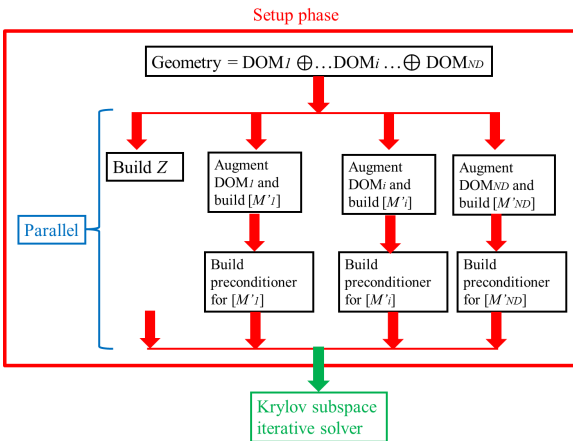 Setup phase
Geometry = DOM1 ⊕…DOMi …⊕ DOMND
Build Z
Augment
DOM1 and
build [M'1]
Augment
DOMi and
build [M'i]
Augment
DOMND and
build [M'ND]
Parallel
Build
preconditioner
for [M'1]
Build
preconditioner
for [M'i]
Build
preconditioner
for [M'ND]
Krylov subspace
iterative solver